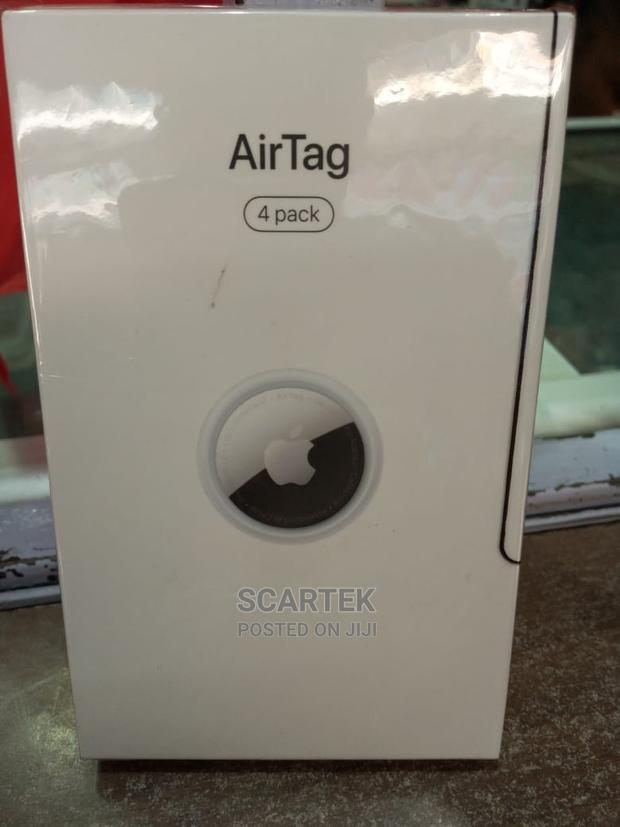 AirTag
4 pack
SCARTEK
POSTED ON JIJI